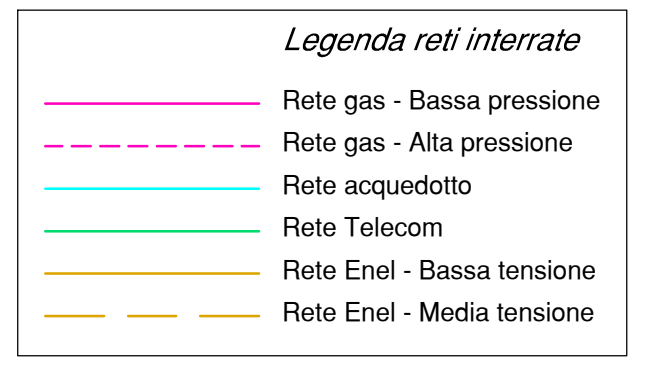 Legenda reti interrate
Rete gas - Bassa pressione
Rete gas - Alta pressione
Rete acquedotto
Rete Telecom
Rete Enel - Bassa tensione
Rete Enel - Media tensione